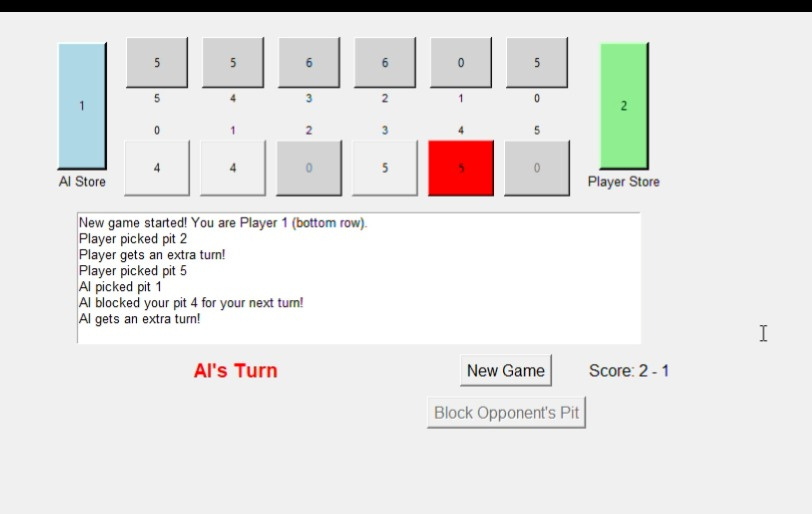 5 5 6 6 0 5
1
2
5 4 3 2 1 0
0 1 2 3 4 5
4 4 0 5 5 0
AI Store
Player Store
New game started! You are Player 1 (bottom row).
Player picked pit 2
Player gets an extra turn!
Player picked pit 5
AI picked pit 1
AI blocked your pit 4 for your next turn!
AI gets an extra turn!
AI's Turn
New Game
Score: 2 - 1
Block Opponent's Pit